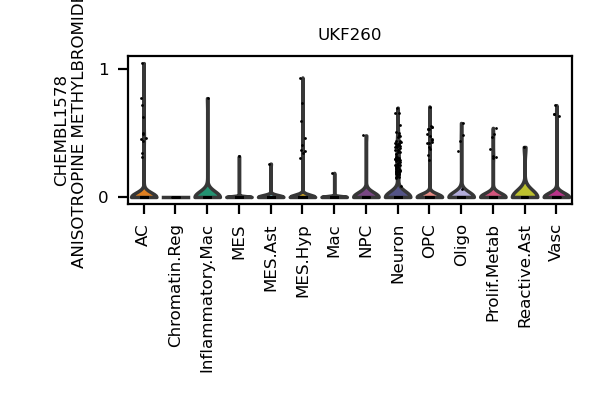 UKF260
CHEMBL1578
ANISOTROPINE METHYLBROMIDE
1
0
AC
Chromatin.Reg
Inflammatory.Mac
MES
MES.Ast
MES.Hyp
Mac
NPC
Neuron
OPC
Oligo
Prolif.Metab
Reactive.Ast
Vasc